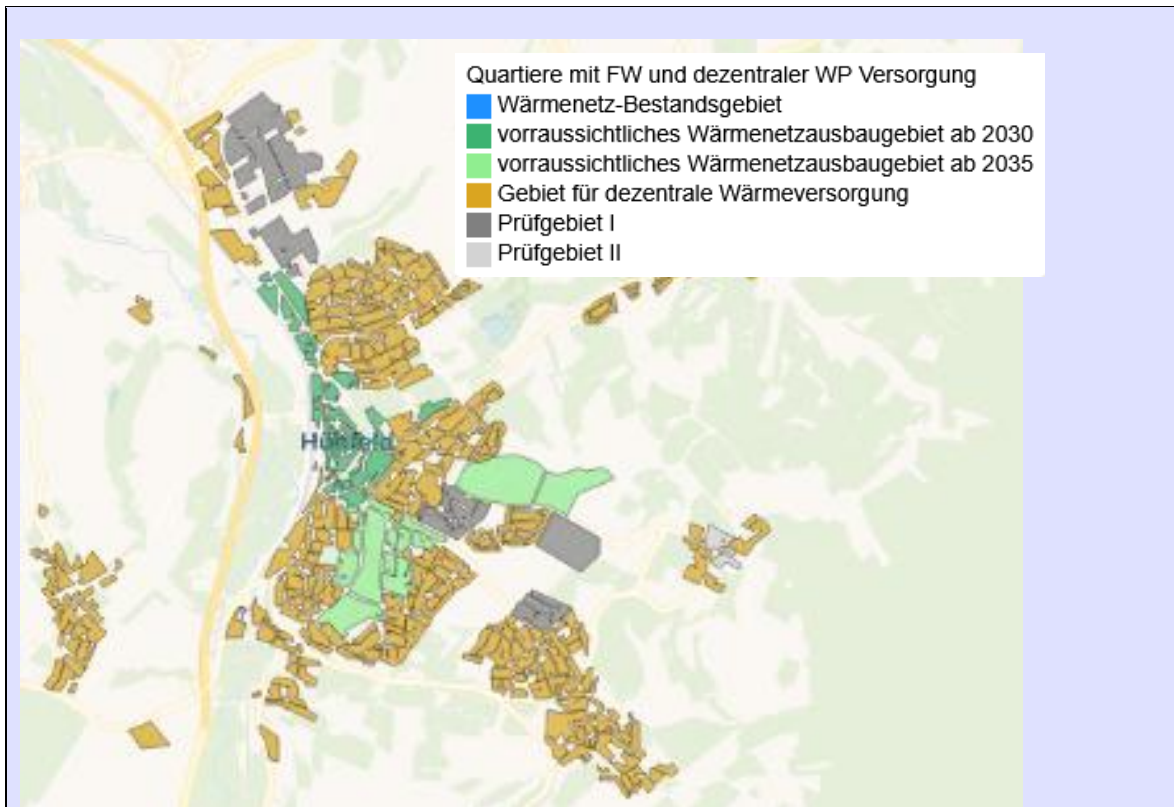 Quartiere mit FW und dezentraler WP Versorgung
Wärmenetz-Bestandsgebiet
vorraussichtliches Wärmenetzausbaugebiet ab 2030
vorraussichtliches Wärmenetzausbaugebiet ab 2035
Gebiet für dezentrale Wärmeversorgung
Prüfgebiet I
Prüfgebiet II
Hünfeld